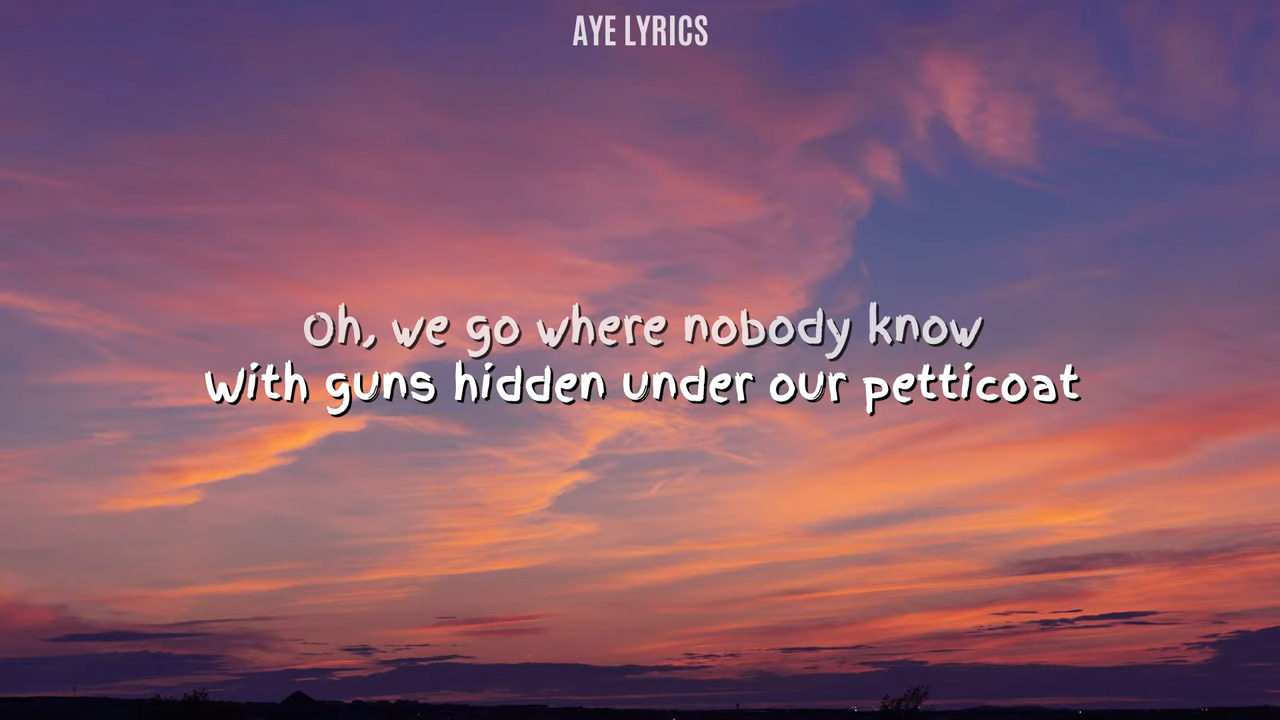 AYE LYRICS
Oh, we go where nobody know
With guns hidden under our petticoat